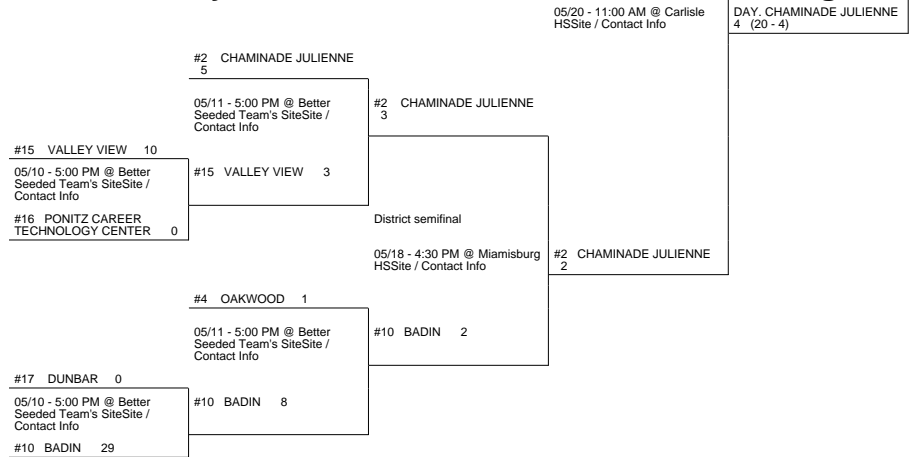 05/20 - 11:00 AM @ Carlisle
HSSite / Contact Info
DAY. CHAMINADE JULIENNE
4 (20 - 4)
#2 CHAMINADE JULIENNE
5
05/11 - 5:00 PM @ Better
Seeded Team's SiteSite /
Contact Info
#2 CHAMINADE JULIENNE
3
#15 VALLEY VIEW 10
05/10 - 5:00 PM @ Better
Seeded Team's SiteSite /
Contact Info
#15 VALLEY VIEW 3
#16 PONITZ CAREER
TECHNOLOGY CENTER 0
District semifinal
05/18 - 4:30 PM @ Miamisburg
HSSite / Contact Info
#2 CHAMINADE JULIENNE
2
#4 OAKWOOD 1
05/11 - 5:00 PM @ Better
Seeded Team's SiteSite /
Contact Info
#10 BADIN 2
#17 DUNBAR 0
05/10 - 5:00 PM @ Better
Seeded Team's SiteSite /
Contact Info
#10 BADIN 8
#10 BADIN 29